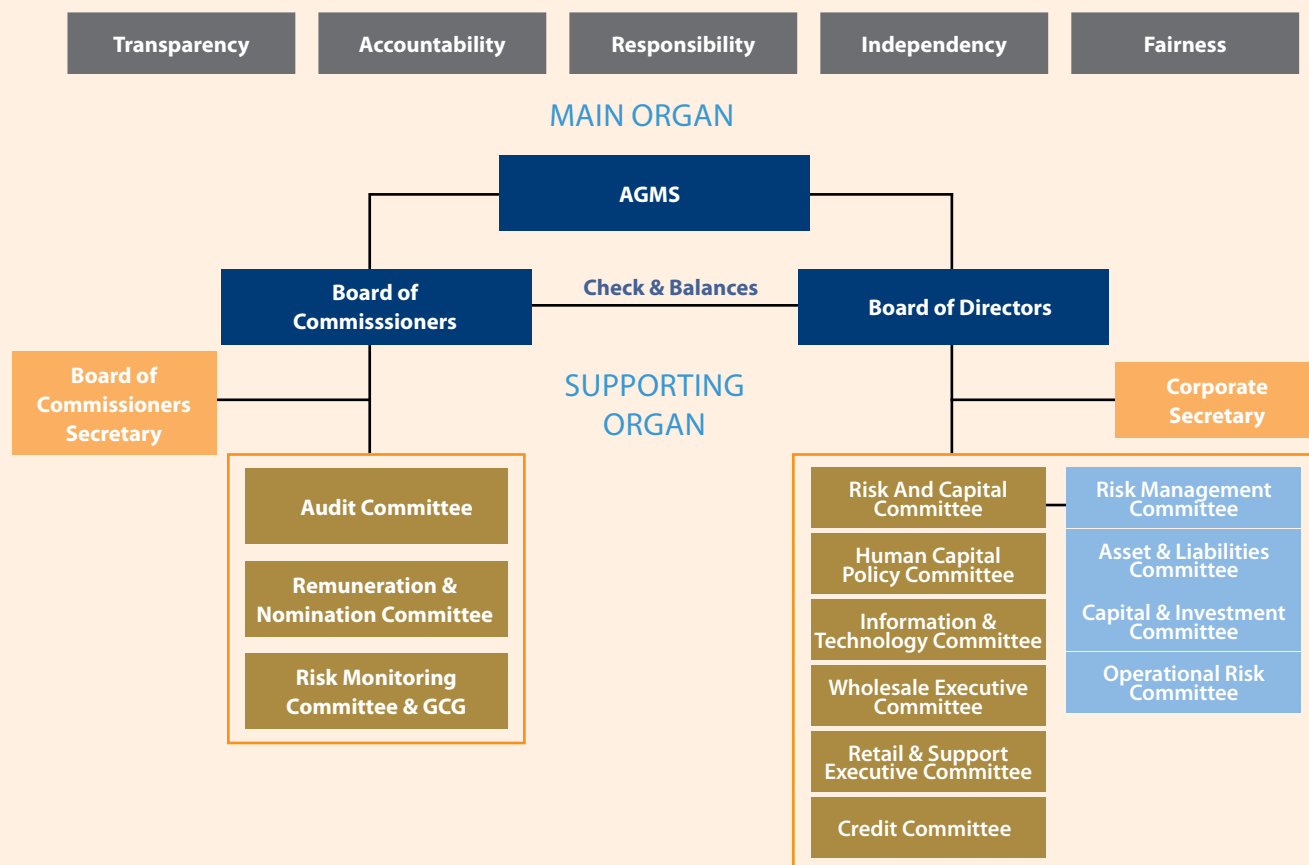 Transparency
Accountability
Responsibility
Independency
Fairness
MAIN ORGAN
AGMS
Board of
Commisssioners
Check & Balances
Board of Directors
Board of
Commissioners
Secretary
SUPPORTING
ORGAN
Corporate
Secretary
Audit Committee
Remuneration &
Nomination Committee
Risk Monitoring
Committee & GCG
Risk And Capital
Committee
Human Capital
Policy Committee
Information &
Technology Committee
Wholesale Executive
Committee
Retail & Support
Executive Committee
Credit Committee
Risk Management
Committee
Asset & Liabilities
Committee
Capital & Investment
Committee
Operational Risk
Committee